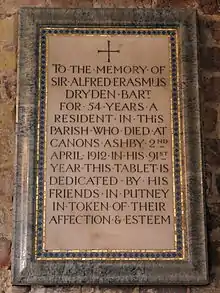 TO·THE·MEMORY·OF
SIR·ALFRED·ERASMUS
DRYDEN·BART
FOR·54·YEARS·A
RESIDENT·IN·THIS
PARISH·WHO·DIED·AT
CANONS·ASHBY·2ND
APRIL·1912·IN·HIS·91ST
YEAR·THIS·TABLET·IS
DEDICATED·BY·HIS
FRIENDS·IN·PUTNEY
IN·TOKEN·OF·THEIR
AFFECTION·&·ESTEEM